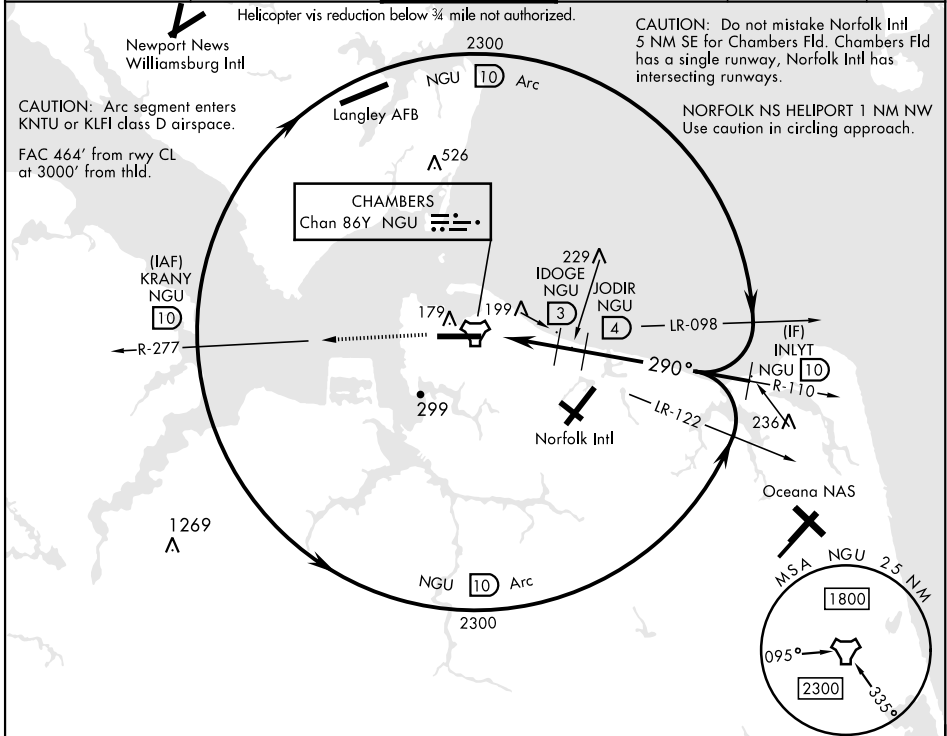 Helicopter vis reduction below ¾ mile not authorized.
Newport News
Williamsburg Intl
CAUTION: Do not mistake Norfolk Intl
5 NM SE for Chambers Fld. Chambers Fld
has a single runway, Norfolk Intl has
intersecting runways.
NORFOLK NS HELIPORT 1 NM NW
Use caution in circling approach.
CAUTION: Arc segment enters
KNTU or KLFI class D airspace.
FAC 464' from rwy CL
at 3000' from thld.
2300
NGU 10 Arc
Langley AFB
526
CHAMBERS
Chan 86Y NGU
(IAF)
KRANY
NGU
10
R-277
179
199
229
IDOGE
NGU
3
JODIR
NGU
4
LR-098
(IF)
INLYT
NGU 10
290°
R-110
LR-122
236
299
Norfolk Intl
Oceana NAS
1269
NGU 10 Arc
2300
MSA NGU 25 NM
1800
095°
2300
335°